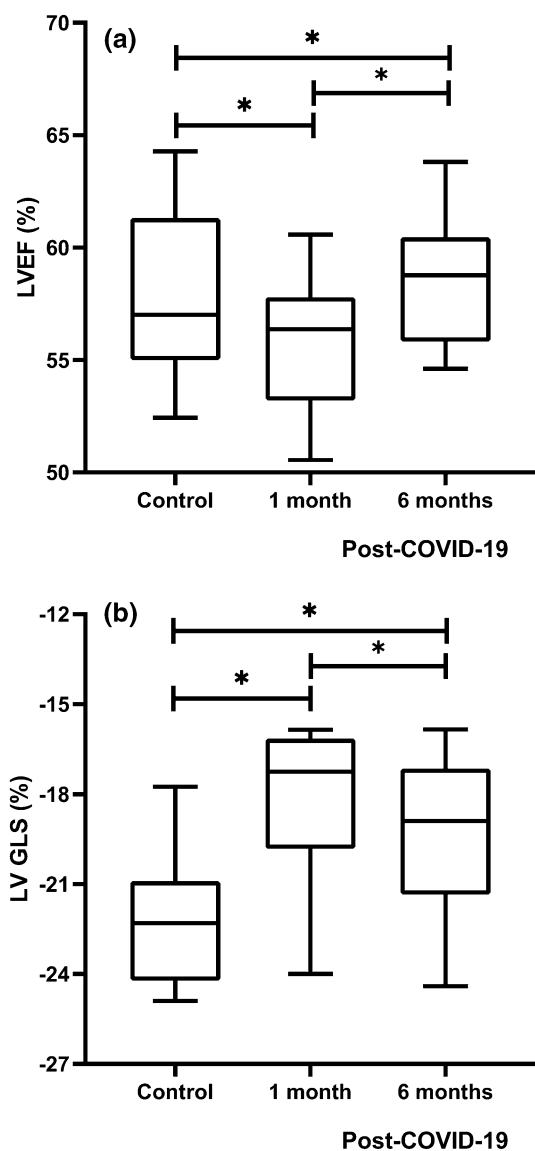 (a)
70
65
60
55
50
LVEF (%)
*
*
*
Control 1 month 6 months
Post-COVID-19
(b)
-12
-15
-18
-21
-24
-27
LV GLS (%)
*
*
*
Control 1 month 6 months
Post-COVID-19